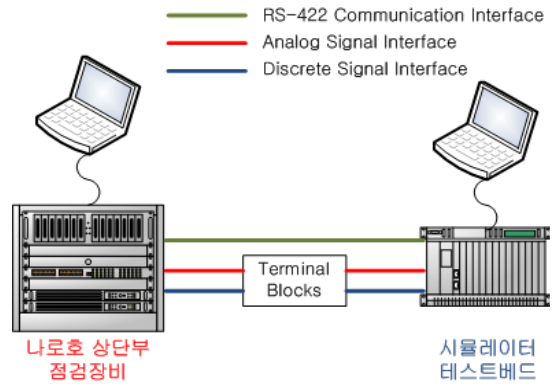 RS-422 Communication Interface
Analog Signal Interface
Discrete Signal Interface
Terminal
Blocks
나로호 상단부
점검장비
시뮬레이터
테스트베드